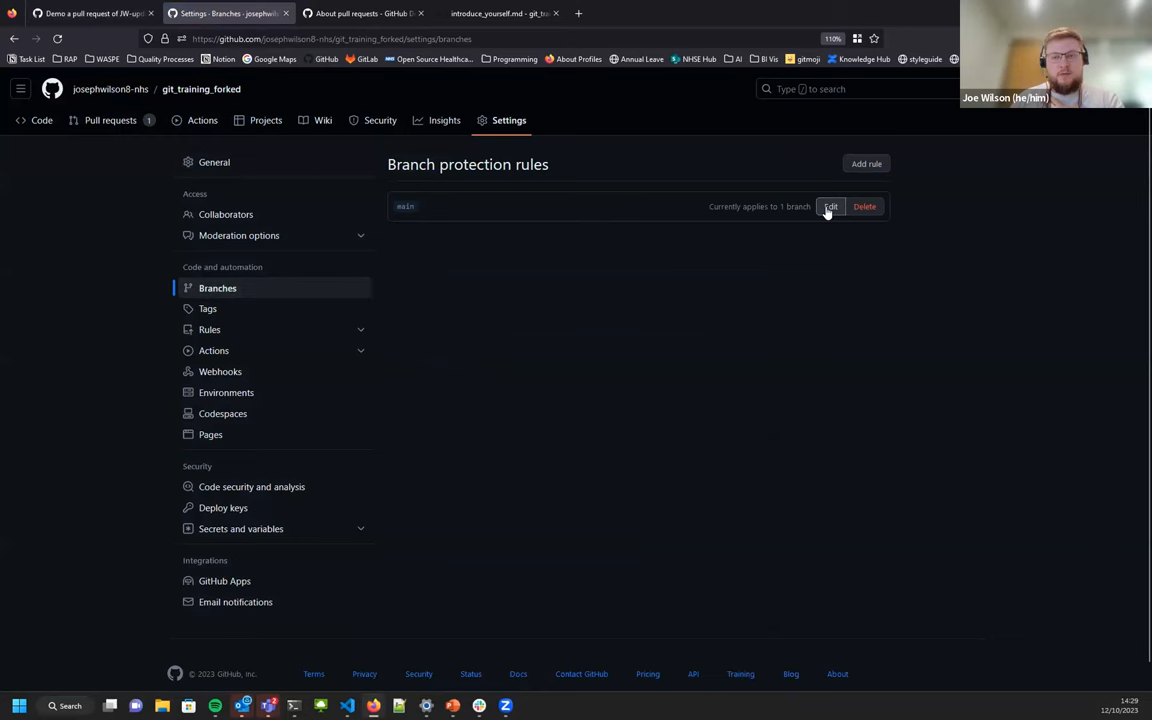 Demo a pull request of JW-upd
Settings · Branches · josephwil
About pull requests - GitHub D
introduce_yourself.md - git_tra
https://github.com/josephwilson8-nhs/git_training_forked/settings/branches
110%
Task List
RAP
WASPE
Quality Processes
Notion
Google Maps
GitHub
GitLab
Open Source Healthca...
Programming
About Profiles
Annual Leave
NHSE Hub
AI
BI Vis
gitmoji
Knowledge Hub
styleguide
josephwilson8-nhs / git_training_forked
Type / to search
Joe Wilson (he/him)
Code
Pull requests 1
Actions
Projects
Wiki
Security
Insights
Settings
General
Access
Collaborators
Moderation options
Code and automation
Branches
Tags
Rules
Actions
Webhooks
Environments
Codespaces
Pages
Security
Code security and analysis
Deploy keys
Secrets and variables
Integrations
GitHub Apps
Email notifications
Branch protection rules
Add rule
main
Currently applies to 1 branch
Edit
Delete
© 2023 GitHub, Inc.
Terms
Privacy
Security
Status
Docs
Contact GitHub
Pricing
API
Training
Blog
About
Search
14:29
12/10/2023